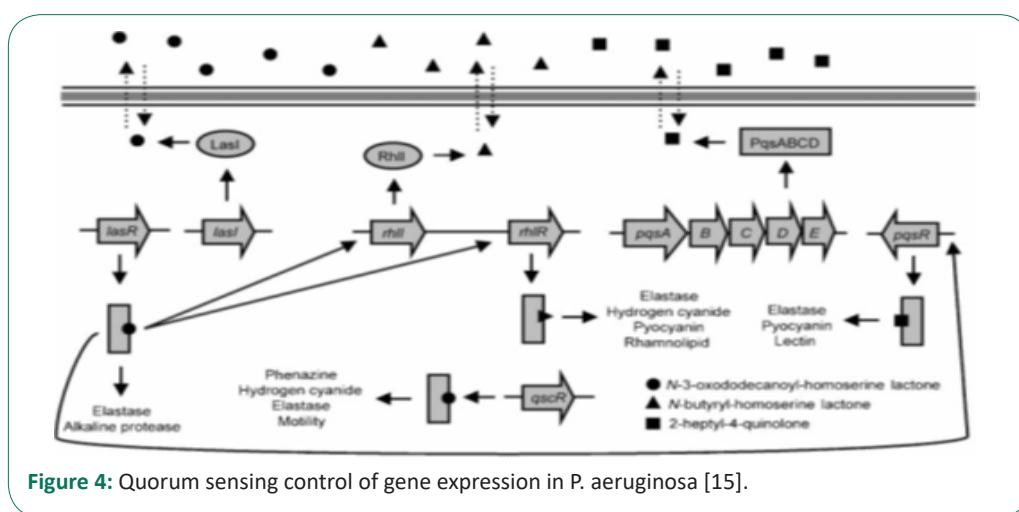 LasI
RhlI
PqsABCD
lasR
lasI
rhlI
rhlR
pqsA
B
C
D
E
pqsR
Elastase
Hydrogen cyanide
Pyocyanin
Rhamnolipid
Elastase
Pyocyanin
Lectin
Phenazine
Hydrogen cyanide
Elastase
Motility
qscR
Elastase
Alkaline protease
N-3-oxododecanoyl-homoserine lactone
N-butyryl-homoserine lactone
2-heptyl-4-quinolone
Figure 4: Quorum sensing control of gene expression in P. aeruginosa [15].